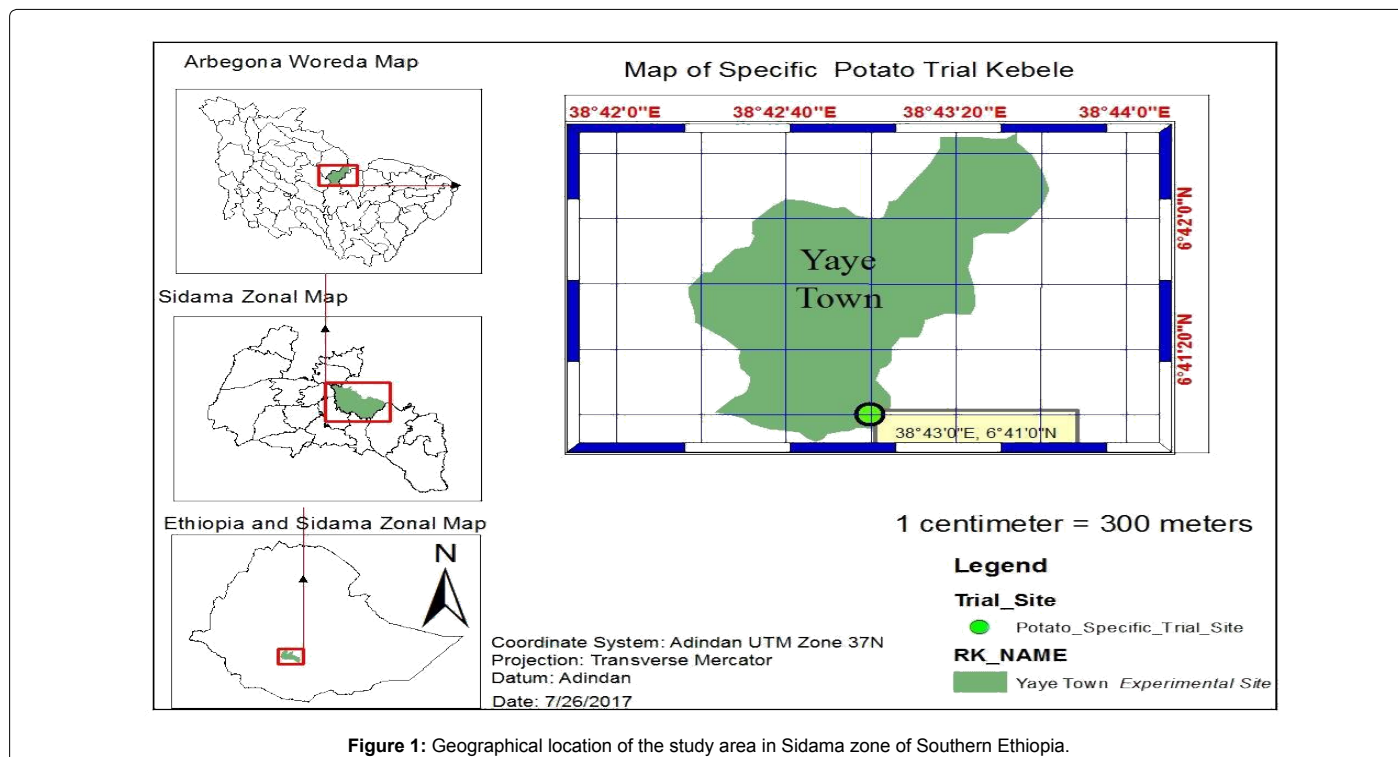 Arbegona Woreda Map
Sidama Zonal Map
Ethiopia and Sidama Zonal Map
N
Map of Specific Potato Trial Kebele
38°42'0"E 38°42'40"E 38°43'20"E 38°44'0"E
6°42'0"N
6°41'20"N
Yaye
Town
38°43'0"E, 6°41'0"N
1 centimeter = 300 meters
Legend
Trial_Site
Potato_Specific_Trial_Site
RK_NAME
Yaye Town Experimental Site
Coordinate System: Adindan UTM Zone 37N
Projection: Transverse Mercator
Datum: Adindan
Date: 7/26/2017
Figure 1: Geographical location of the study area in Sidama zone of Southern Ethiopia.